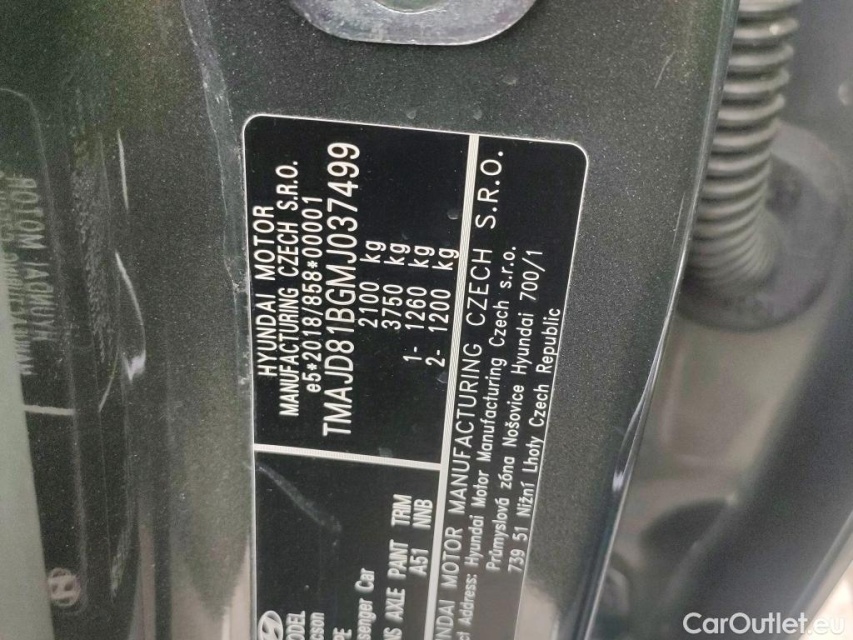 HYUNDAI MOTOR
MANUFACTURING CZECH S.R.O.
e5*2018/858*00001
TMAJD81BGMJ037499
2100 kg
3750 kg
1- 1260 kg
2- 1200 kg
PAINT TRIM
A51 NNB
AXLE
Car
MOTOR MANUFACTURING CZECH S.R.O.
Address: Hyundai Motor Manufacturing Czech s.r.o.
Průmyslová zóna Nošovice Hyundai 700/1
739 51 Nižní Lhoty Czech Republic
CarOutlet.eu